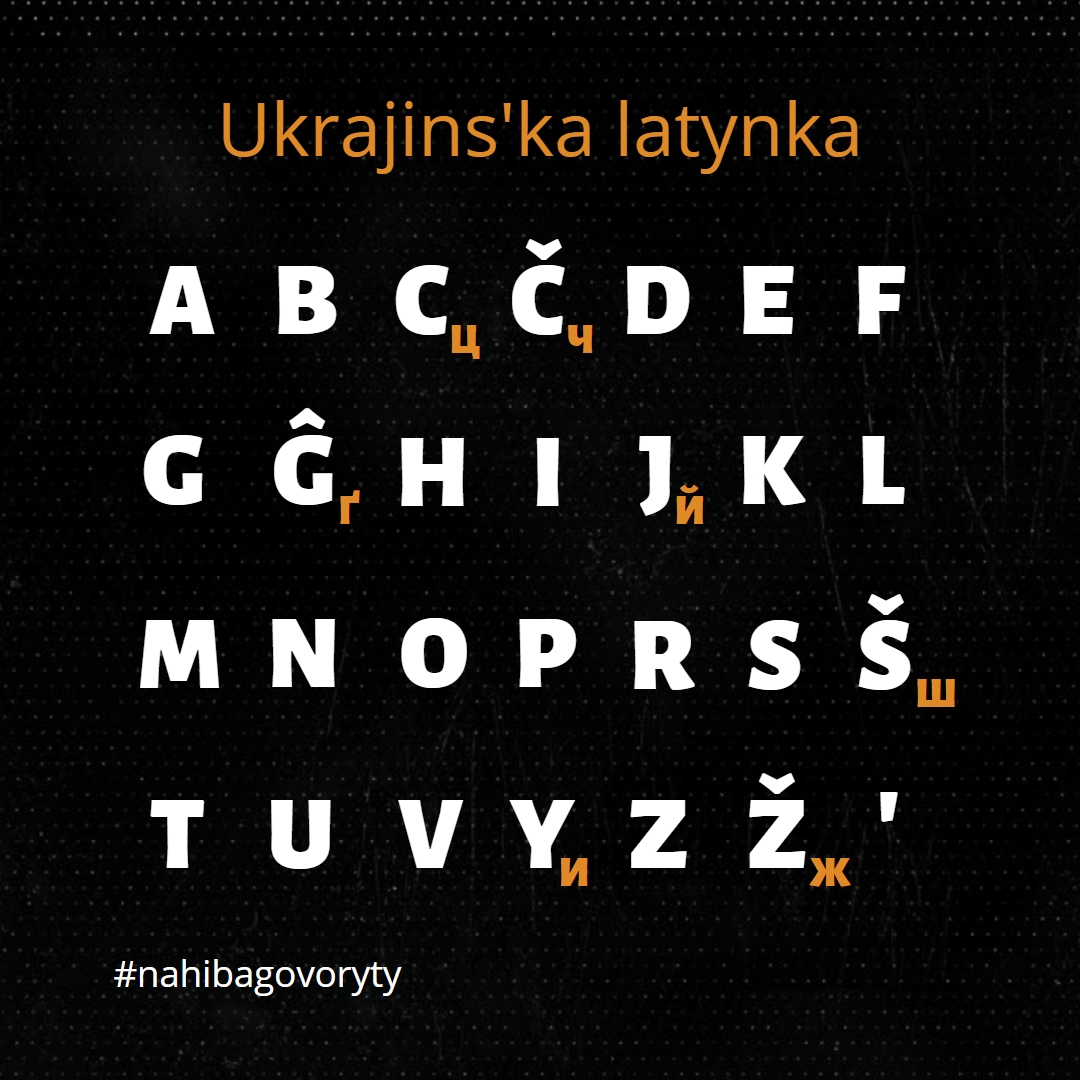 Ukrajins'ka latynka
A B Cц Čч D E F
G Ĝґ H I Jй K L
M N O P R S Šш
T U V Yи Z Žж '
#nahibagovoryty